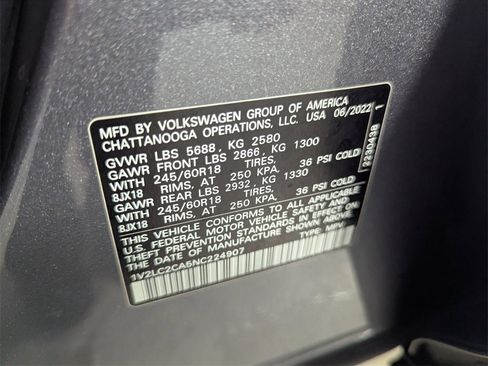 MFD BY VOLKSWAGEN GROUP OF AMERICA
CHATTANOOGA OPERATIONS, LLC. USA 06/2022
GVWR LBS 5688, KG 2580
GAWR FRONT LBS 2866, KG 1300
WITH 245/60R18 TIRES,
8JX18 RIMS, AT 250 KPA, 36 PSI COLD
GAWR REAR LBS 2932, KG 1330
WITH 245/60R18 TIRES,
8JX18 RIMS, AT 250 KPA, 36 PSI COLD
THIS VEHICLE CONFORMS TO ALL APPLICABLE
U.S. FEDERAL MOTOR VEHICLE SAFETY AND
THEFT PREVENTION STANDARDS IN EFFECT ON
THE DATE OF MANUFACTURE SHOWN ABOVE
TYPE: MPV
1V2LC2CA5NC224907
2230438 1